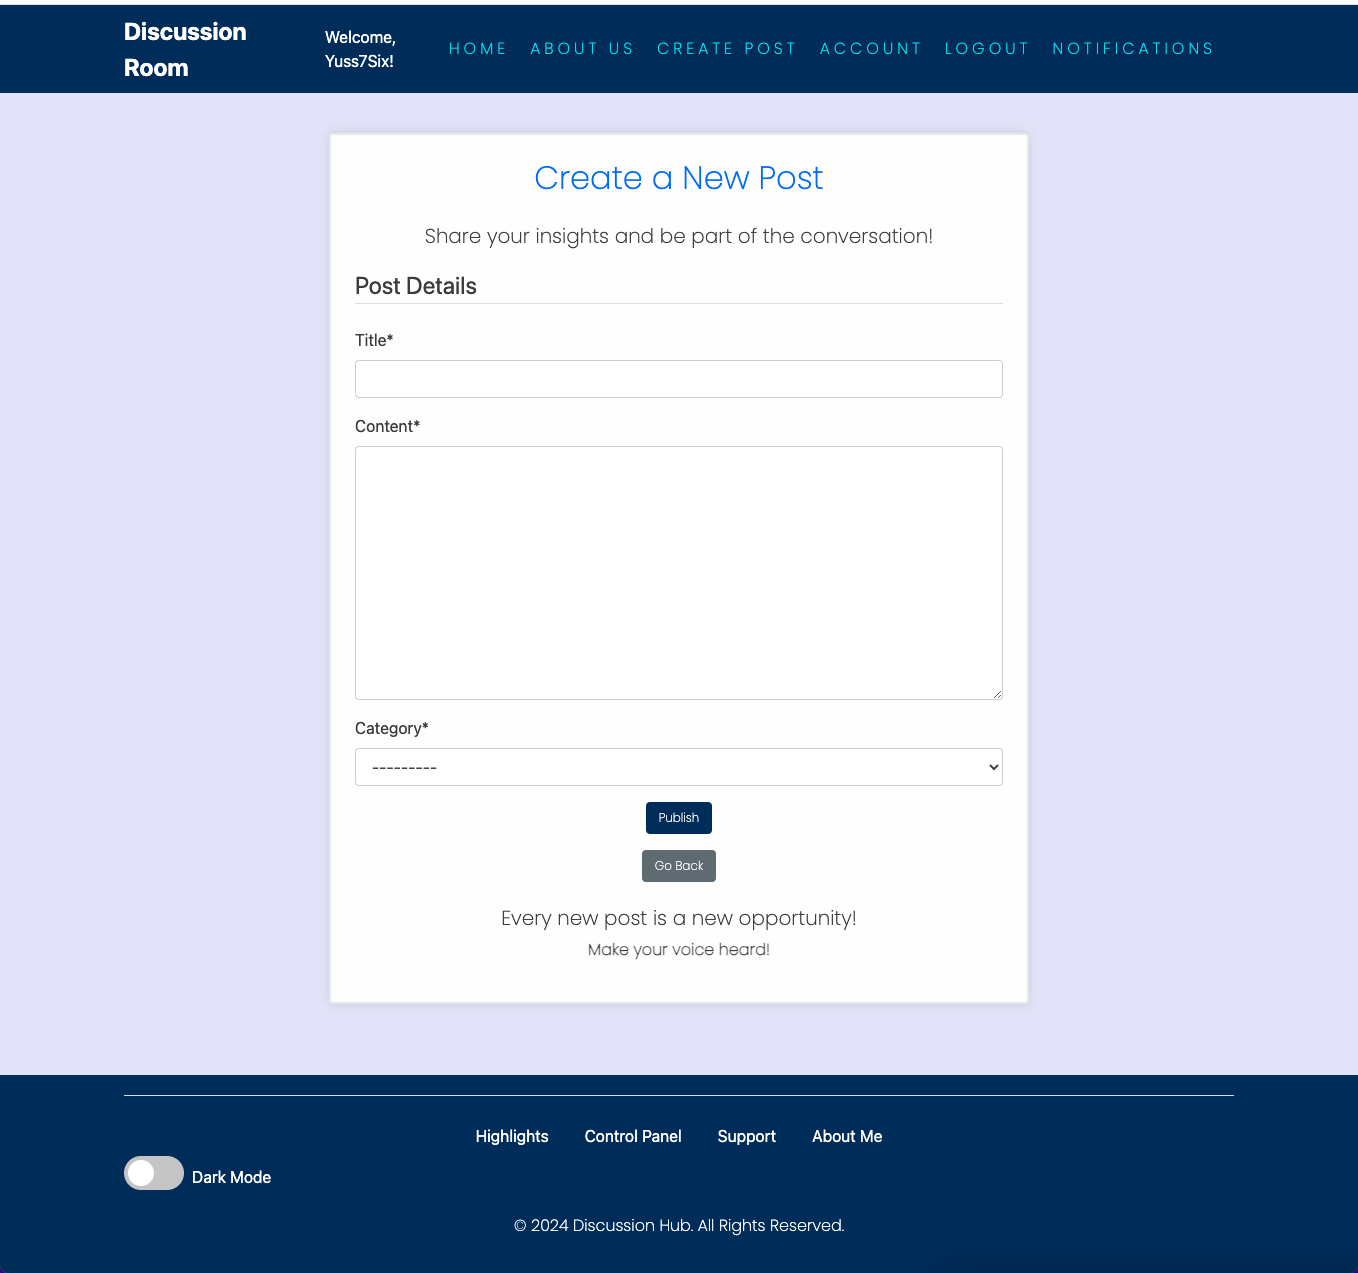 Discussion
Room
Welcome,
Yuss7Six!
HOME ABOUT US CREATE POST ACCOUNT LOGOUT NOTIFICATIONS
Create a New Post
Share your insights and be part of the conversation!
Post Details
Title*
Content*
Category*
---------
Publish
Go Back
Every new post is a new opportunity!
Make your voice heard!
Highlights Control Panel Support About Me
Dark Mode
© 2024 Discussion Hub. All Rights Reserved.